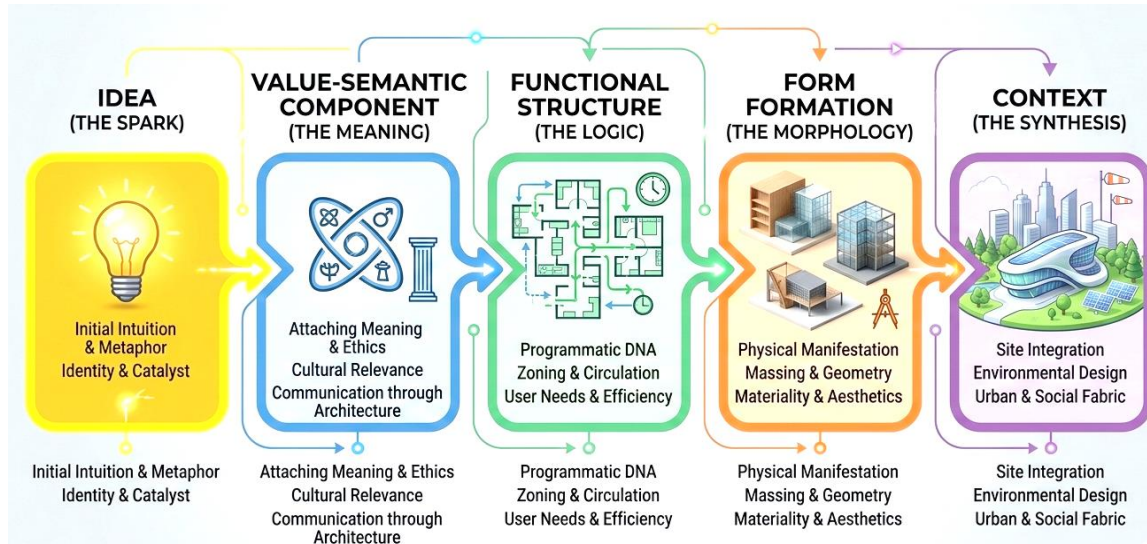 IDEA
(THE SPARK)
Initial Intuition
& Metaphor
Identity & Catalyst
Initial Intuition & Metaphor
Identity & Catalyst
VALUE-SEMANTIC
COMPONENT
(THE MEANING)
Attaching Meaning
& Ethics
Cultural Relevance
Communication through
Architecture
Attaching Meaning & Ethics
Cultural Relevance
Communication through
Architecture
FUNCTIONAL
STRUCTURE
(THE LOGIC)
Programmatic DNA
Zoning & Circulation
User Needs & Efficiency
Programmatic DNA
Zoning & Circulation
User Needs & Efficiency
FORM
FORMATION
(THE MORPHOLOGY)
Physical Manifestation
Massing & Geometry
Materiality & Aesthetics
Physical Manifestation
Massing & Geometry
Materiality & Aesthetics
CONTEXT
(THE SYNTHESIS)
Site Integration
Environmental Design
Urban & Social Fabric
Site Integration
Environmental Design
Urban & Social Fabric